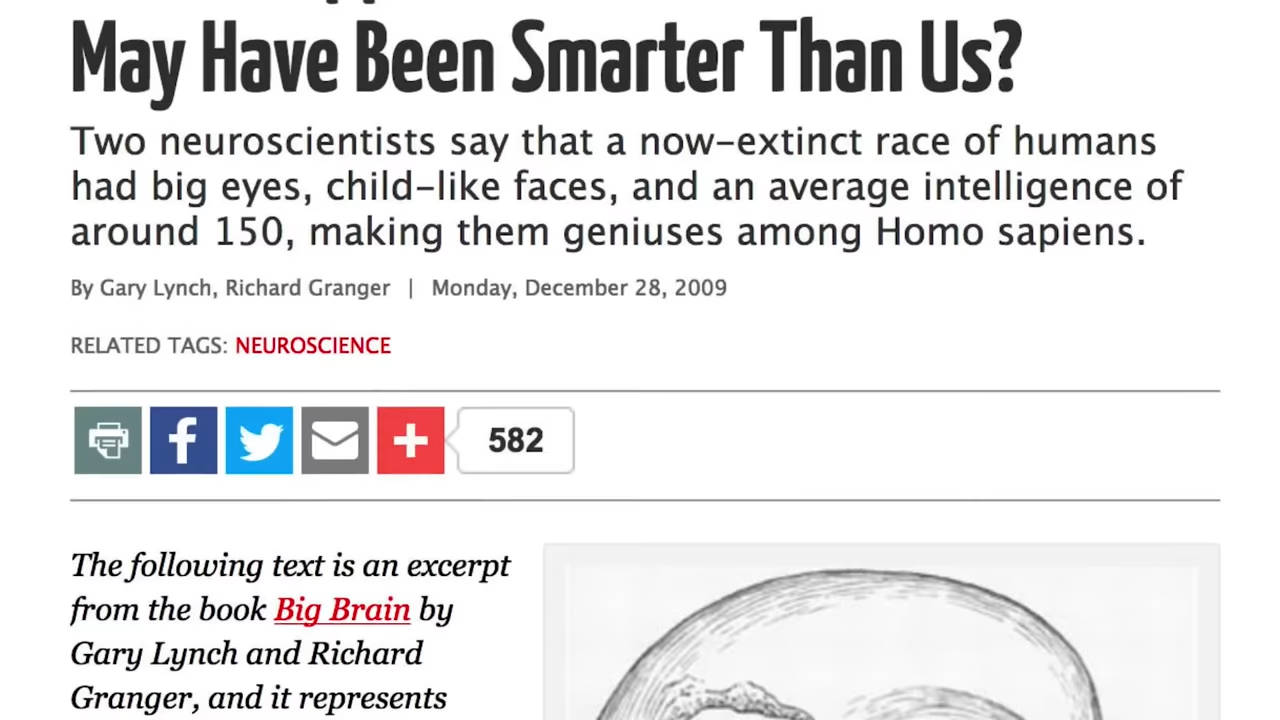 May Have Been Smarter Than Us?
Two neuroscientists say that a now–extinct race of humans
had big eyes, child–like faces, and an average intelligence of
around 150, making them geniuses among Homo sapiens.
By Gary Lynch, Richard Granger | Monday, December 28, 2009
RELATED TAGS: NEUROSCIENCE
582
The following text is an excerpt
from the book Big Brain by
Gary Lynch and Richard
Granger, and it represents